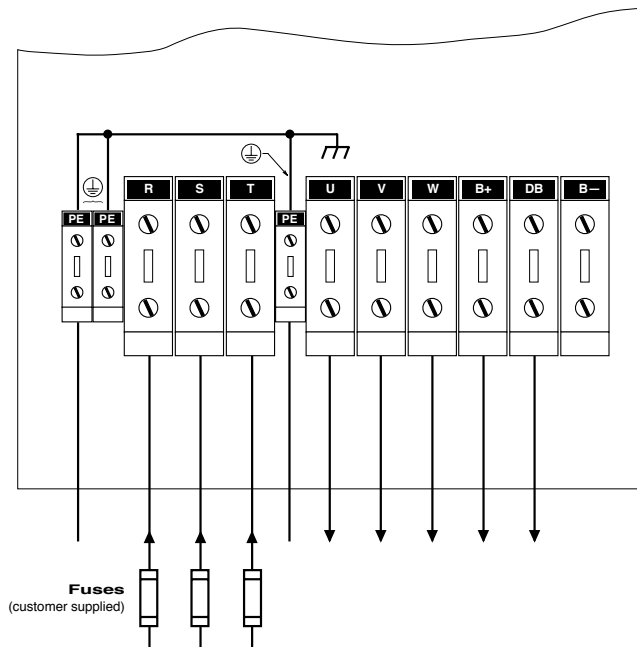 R S T U V W B+ DB B—
PE PE PE
Fuses
(customer supplied)